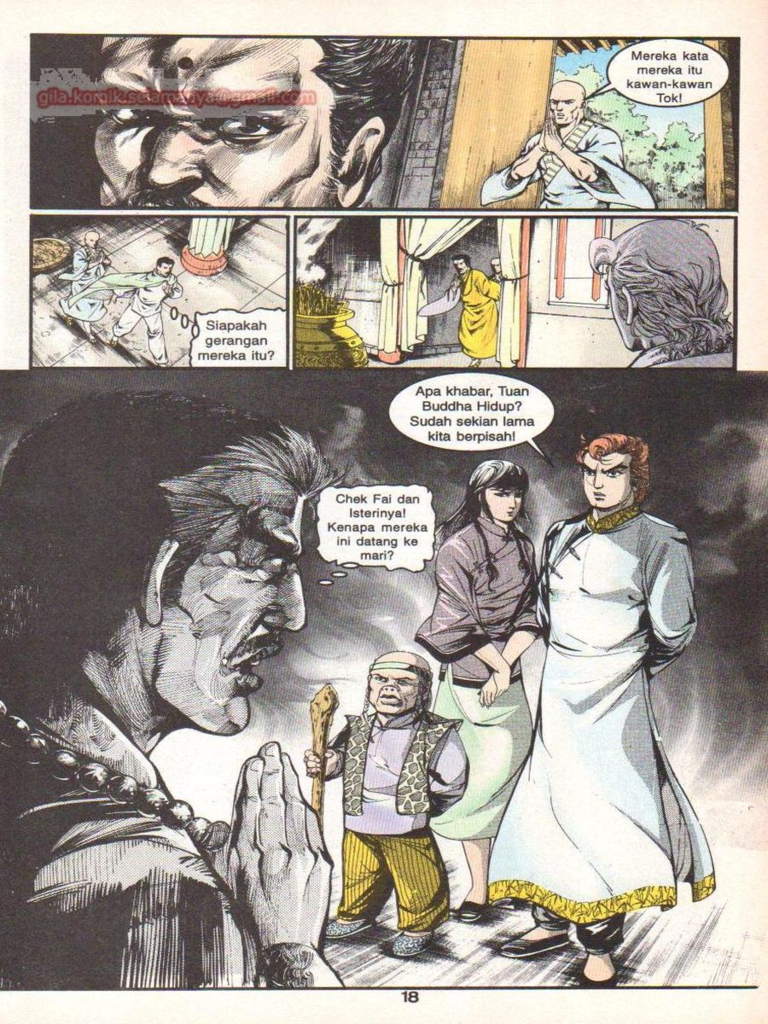 gila.komik.selamanya@gmail.com
Mereka kata
mereka itu
kawan-kawan
Tok!
Siapakah
gerangan
mereka itu?
Apa khabar, Tuan
Buddha Hidup?
Sudah sekian lama
kita berpisah!
Chek Fai dan
Isterinya!
Kenapa mereka
ini datang ke
mari?
18